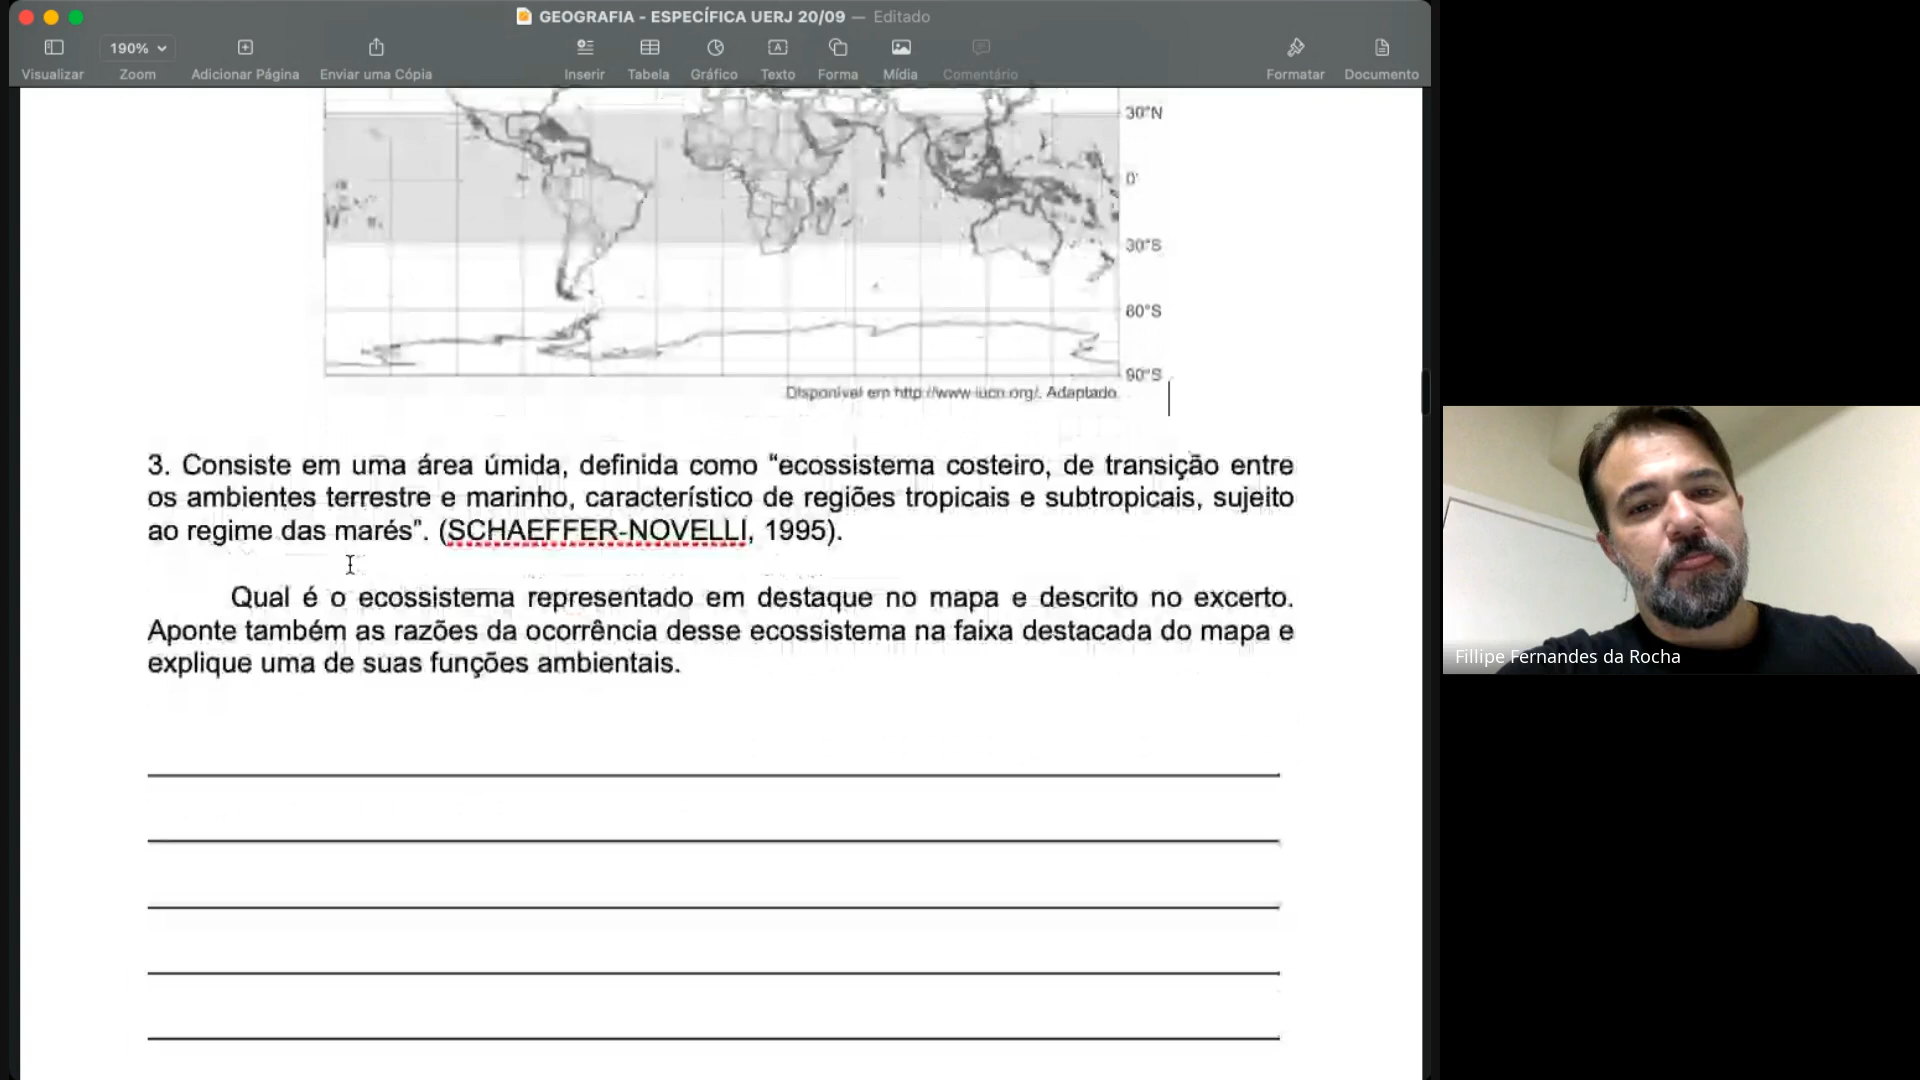 GEOGRAFIA - ESPECÍFICA UERJ 20/09 — Editado
190%
Visualizar Zoom Adicionar Página Enviar uma Cópia Inserir Tabela Gráfico Texto Forma Mídia Comentário Formatar Documento
30°N
0°
30°S
60°S
90°S
Disponível em http://www.iucn.org/. Adaptado.
3. Consiste em uma área úmida, definida como “ecossistema costeiro, de transição entre
os ambientes terrestre e marinho, característico de regiões tropicais e subtropicais, sujeito
ao regime das marés”. (SCHAEFFER-NOVELLI, 1995).
Qual é o ecossistema representado em destaque no mapa e descrito no excerto.
Aponte também as razões da ocorrência desse ecossistema na faixa destacada do mapa e
explique uma de suas funções ambientais.
Fillipe Fernandes da Rocha